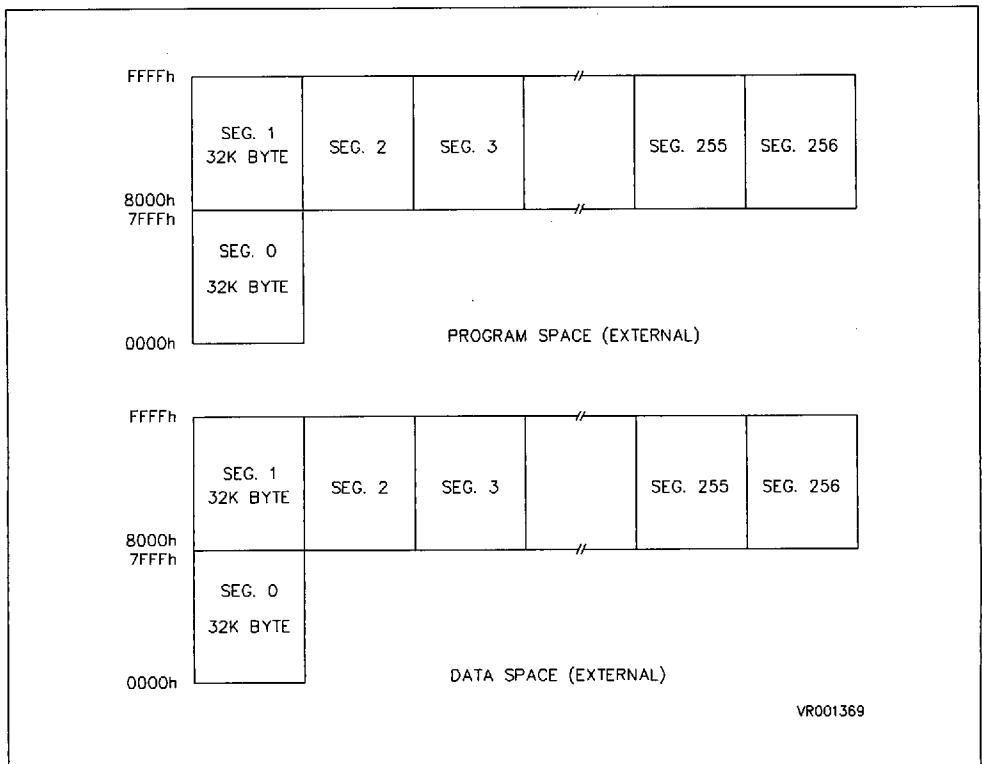 FFFFh
SEG. 1
32K BYTE
SEG. 2
SEG. 3
SEG. 255
SEG. 256
8000h
7FFFh
SEG. 0
32K BYTE
0000h
PROGRAM SPACE (EXTERNAL)
FFFFh
SEG. 1
32K BYTE
SEG. 2
SEG. 3
SEG. 255
SEG. 256
8000h
7FFFh
SEG. 0
32K BYTE
0000h
DATA SPACE (EXTERNAL)
VR001369